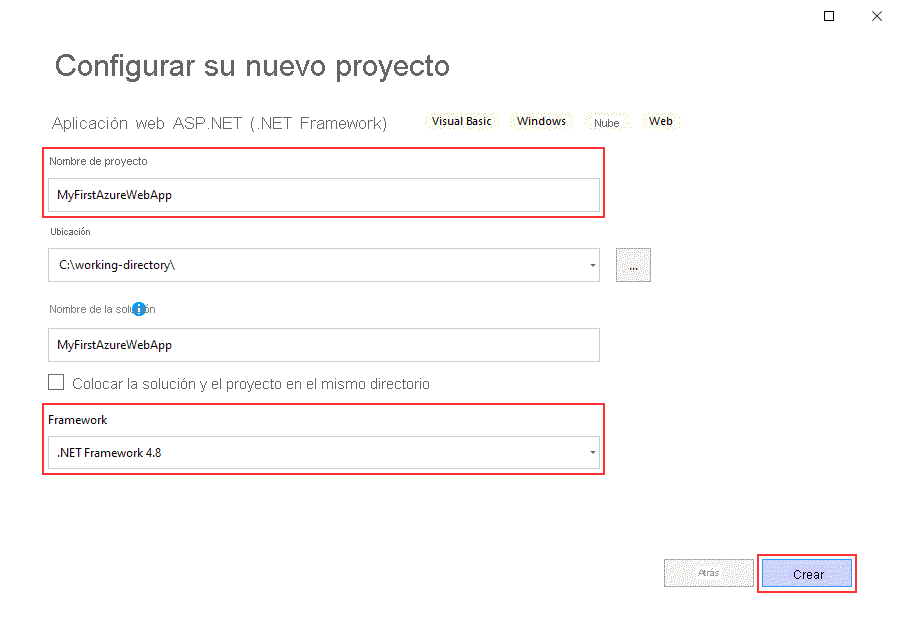 Configurar su nuevo proyecto
Aplicación web ASP.NET (.NET Framework) Visual Basic Windows Nube Web
Nombre de proyecto
MyFirstAzureWebApp
Ubicación
C:\working-directory\
...
Nombre de la solución
MyFirstAzureWebApp
Colocar la solución y el proyecto en el mismo directorio
Framework
.NET Framework 4.8
Atrás
Crear